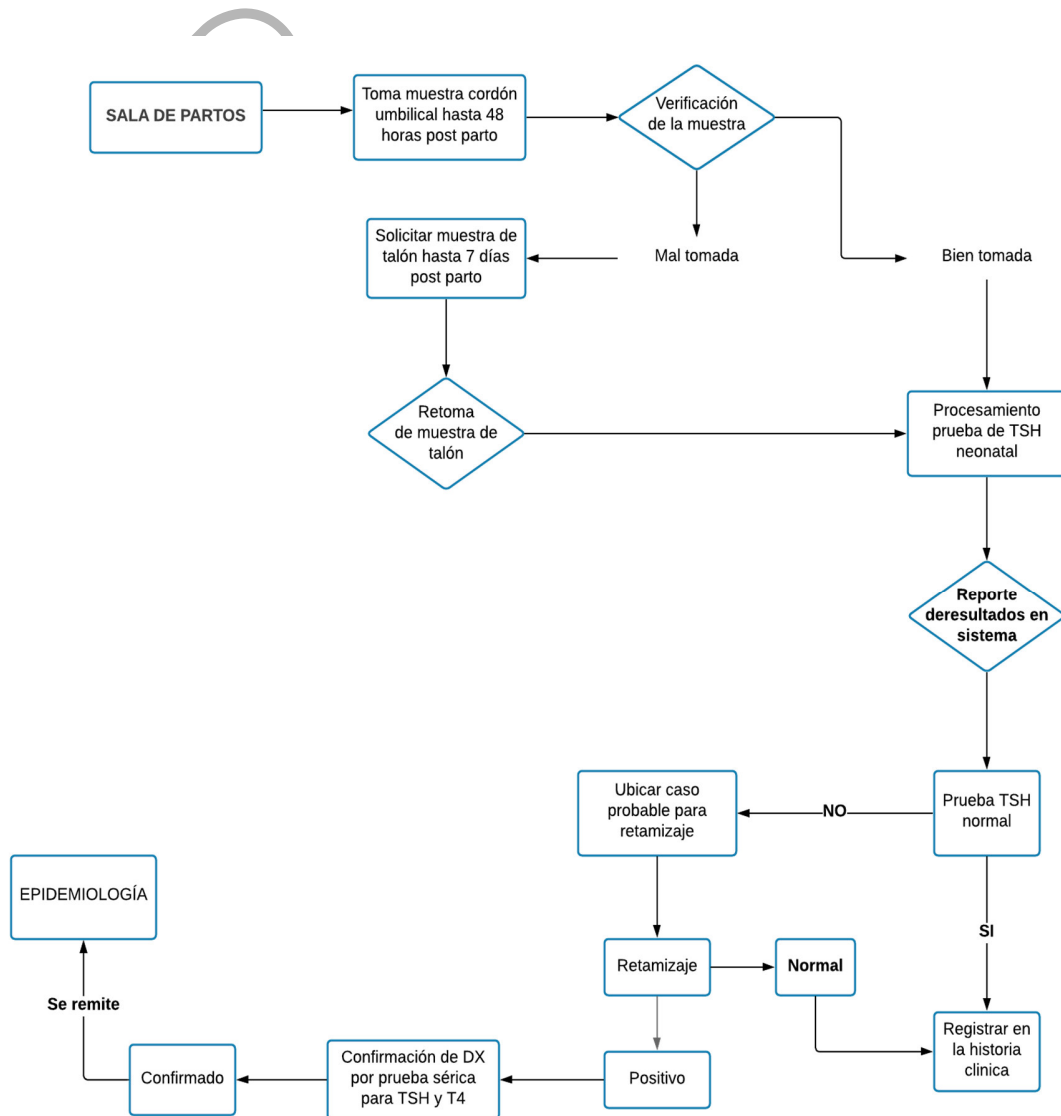 SALA DE PARTOS
Toma muestra cordón
umbilical hasta 48
horas post parto
Verificación
de la muestra
Solicitar muestra de
talón hasta 7 días
post parto
Mal tomada
Bien tomada
Retoma
de muestra de
talón
Procesamiento
prueba de TSH
neonatal
Reporte
deresultados en
sistema
Ubicar caso
probable para
retamizaje
NO
Prueba TSH
normal
EPIDEMIOLOGÍA
SI
Retamizaje
Normal
Se remite
Registrar en
la historia
clinica
Confirmado
Confirmación de DX
por prueba sérica
para TSH y T4
Positivo